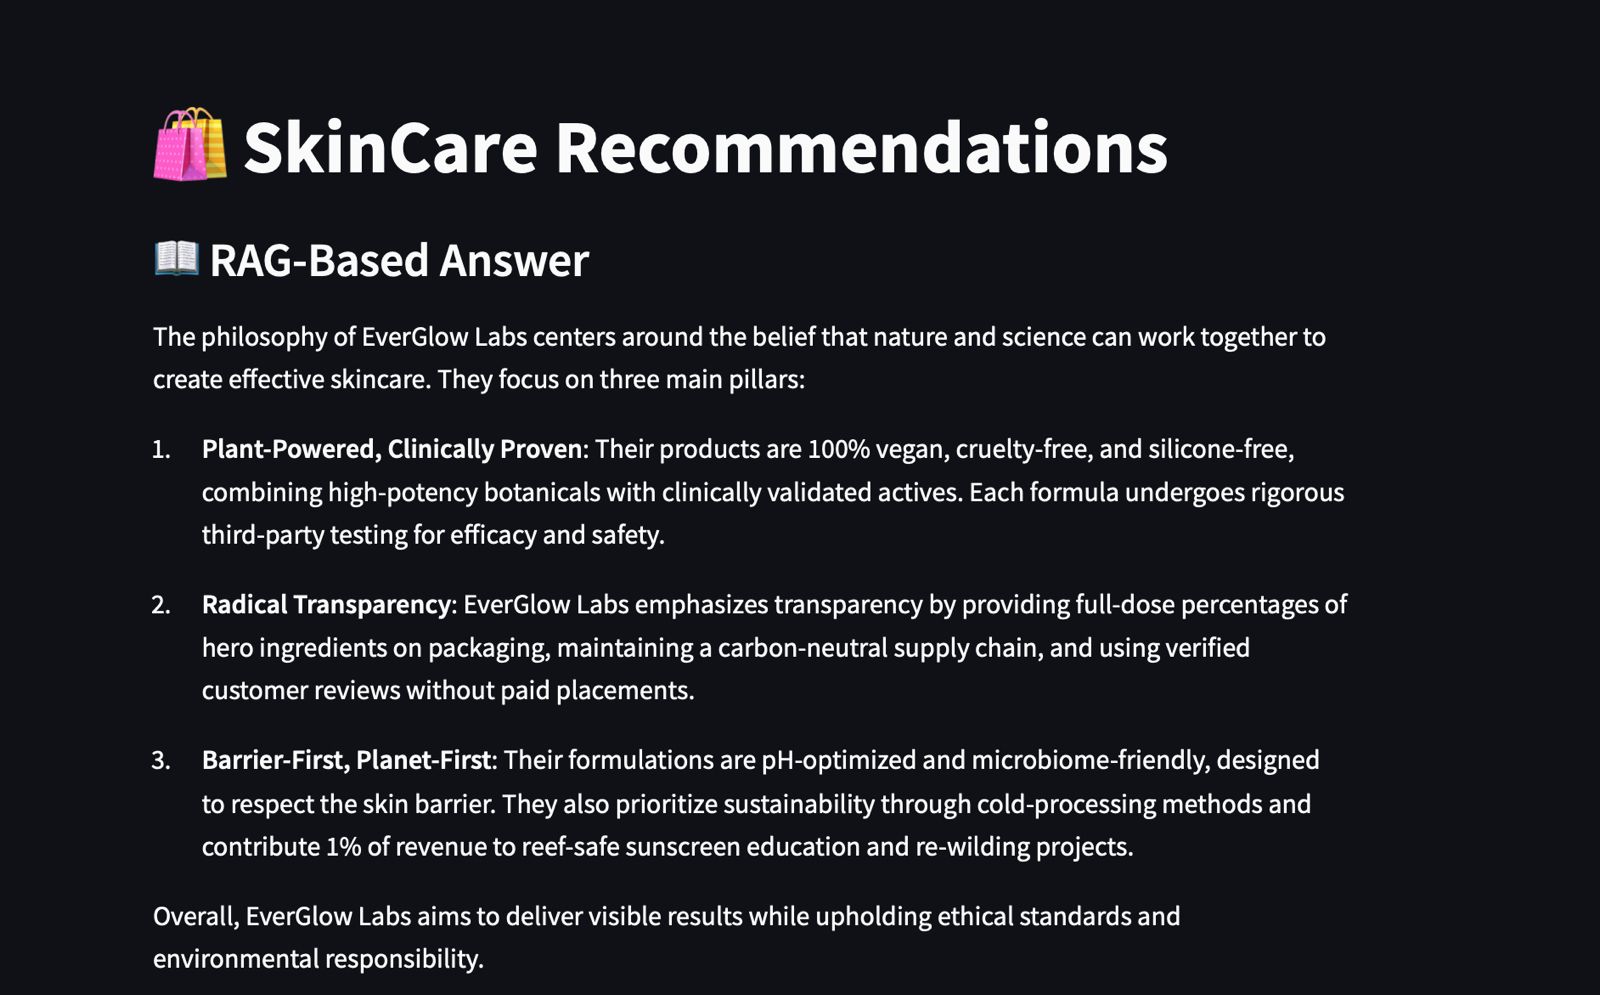 🛍️ SkinCare Recommendations
📖 RAG-Based Answer
The philosophy of EverGlow Labs centers around the belief that nature and science can work together to
create effective skincare. They focus on three main pillars:
1. Plant-Powered, Clinically Proven: Their products are 100% vegan, cruelty-free, and silicone-free,
combining high-potency botanicals with clinically validated actives. Each formula undergoes rigorous
third-party testing for efficacy and safety.
2. Radical Transparency: EverGlow Labs emphasizes transparency by providing full-dose percentages of
hero ingredients on packaging, maintaining a carbon-neutral supply chain, and using verified
customer reviews without paid placements.
3. Barrier-First, Planet-First: Their formulations are pH-optimized and microbiome-friendly, designed
to respect the skin barrier. They also prioritize sustainability through cold-processing methods and
contribute 1% of revenue to reef-safe sunscreen education and re-wilding projects.
Overall, EverGlow Labs aims to deliver visible results while upholding ethical standards and
environmental responsibility.